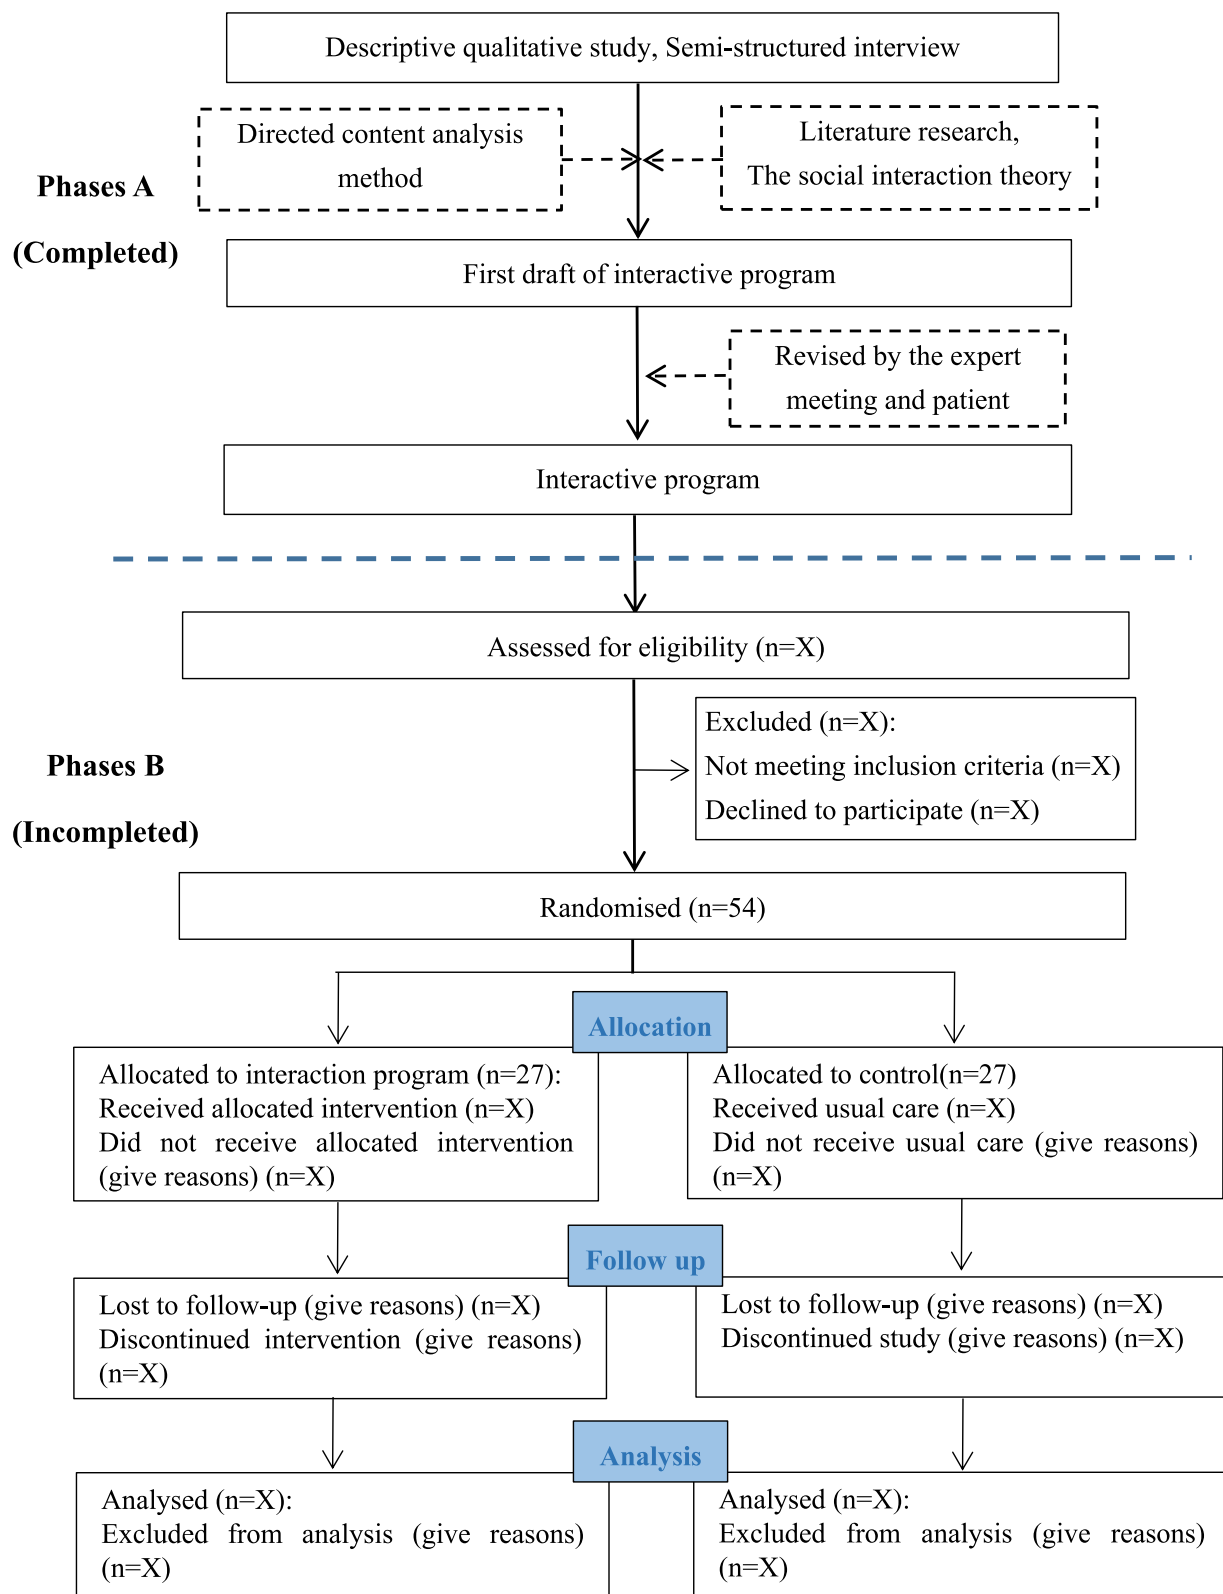 Descriptive qualitative study, Semi-structured interview
Directed content analysis
method
Literature research,
The social interaction theory
Phases A
(Completed)
First draft of interactive program
Revised by the expert
meeting and patient
Interactive program
Assessed for eligibility (n=X)
Excluded (n=X):
Not meeting inclusion criteria (n=X)
Declined to participate (n=X)
Phases B
(Incompleted)
Randomised (n=54)
Allocation
Allocated to interaction program (n=27):
Received allocated intervention (n=X)
Did not receive allocated intervention
(give reasons) (n=X)
Allocated to control(n=27)
Received usual care (n=X)
Did not receive usual care (give reasons)
(n=X)
Follow up
Lost to follow-up (give reasons) (n=X)
Discontinued intervention (give reasons)
(n=X)
Lost to follow-up (give reasons) (n=X)
Discontinued study (give reasons) (n=X)
Analysis
Analysed (n=X):
Excluded from analysis (give reasons)
(n=X)
Analysed (n=X):
Excluded from analysis (give reasons)
(n=X)